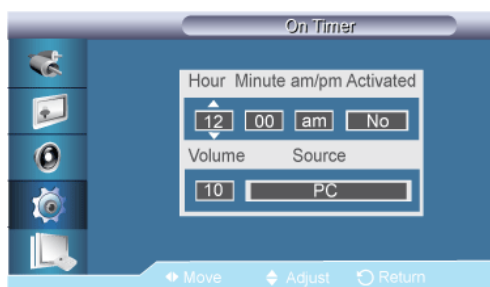 On Timer
Hour Minute am/pm Activated
12 00 am No
Volume Source
10 PC
Move Adjust Return